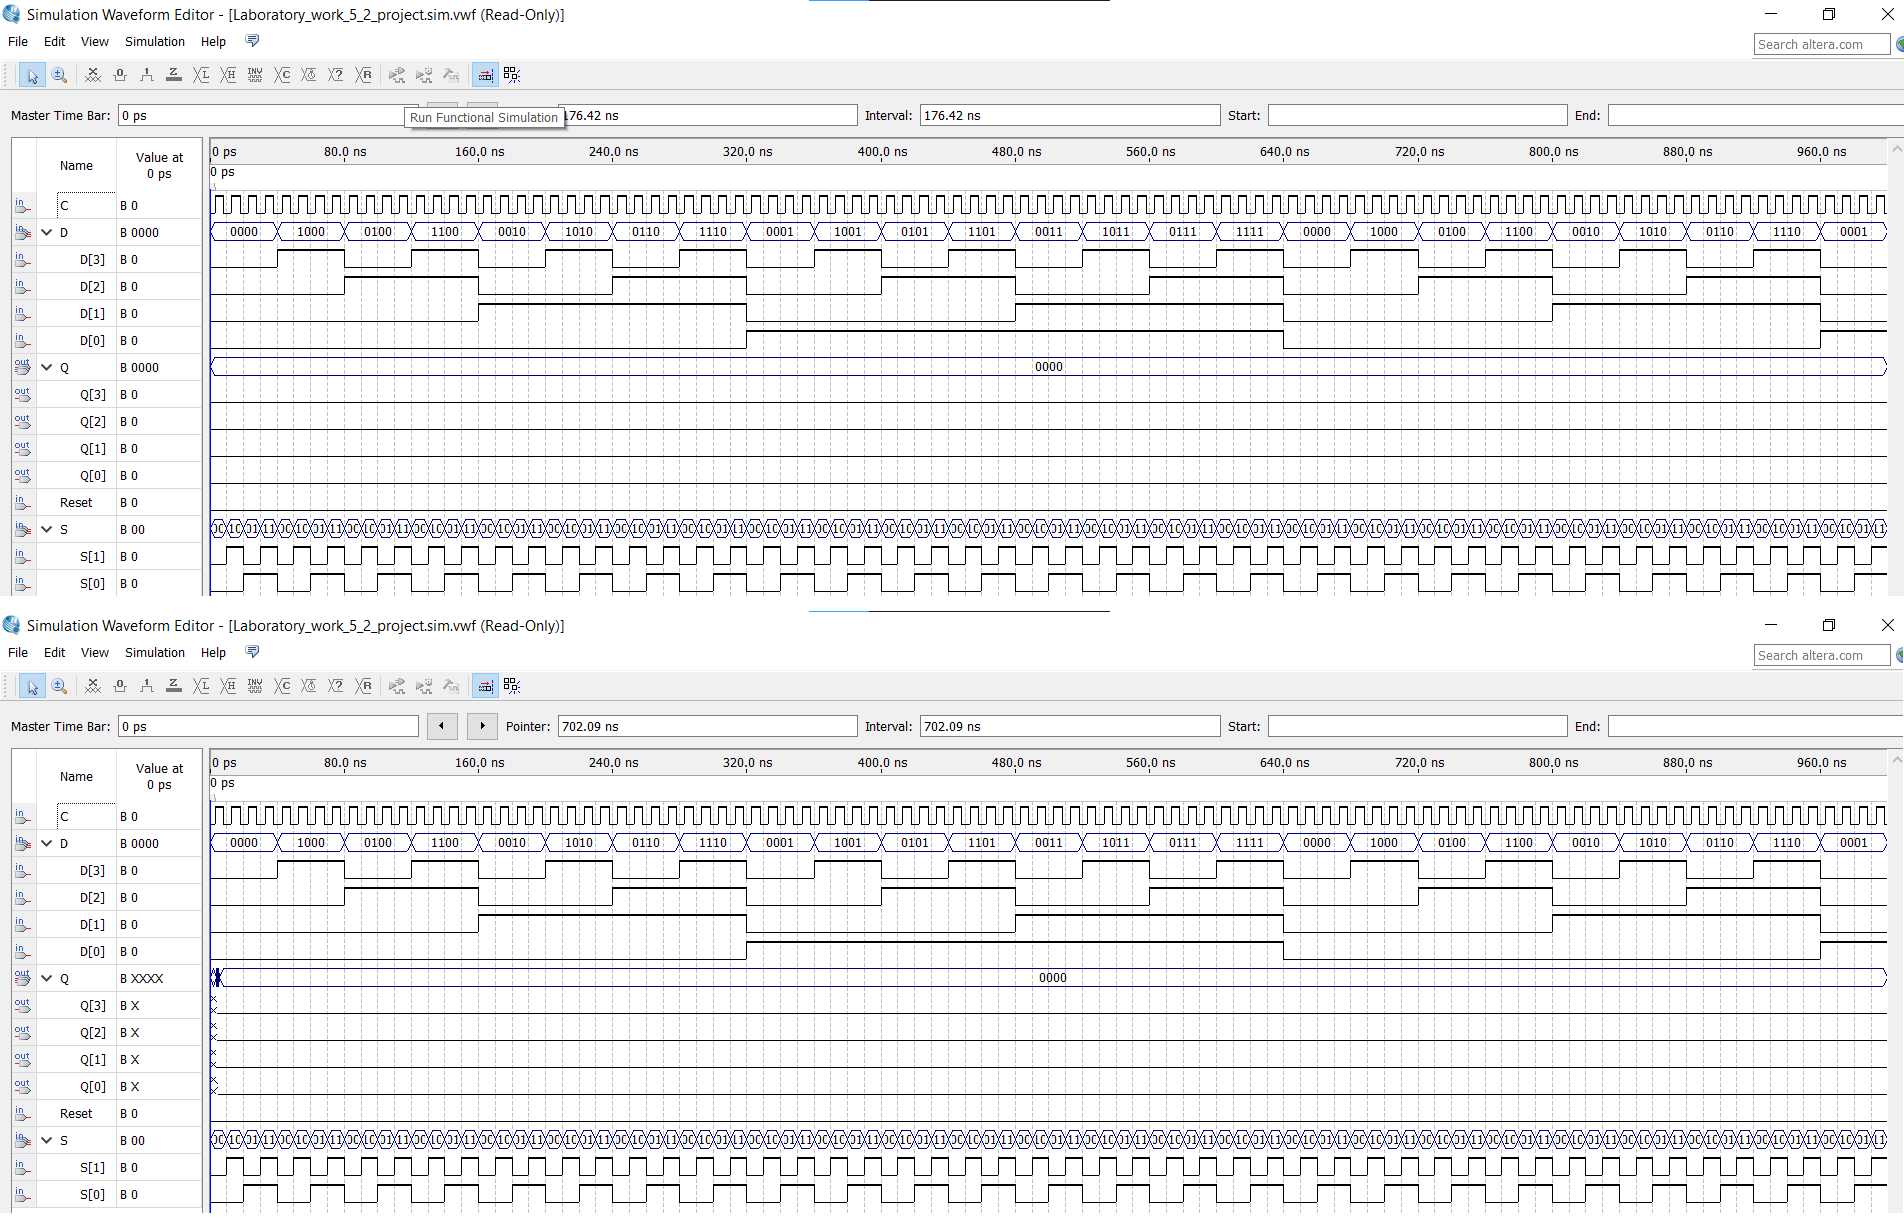 Simulation Waveform Editor - [Laboratory_work_5_2_project.sim.vwf (Read-Only)]
File Edit View Simulation Help
Search altera.com
Master Time Bar: 0 ps Run Functional Simulation 176.42 ns Interval: 176.42 ns Start: End:
Name Value at 0 ps
0 ps 80.0 ns 160.0 ns 240.0 ns 320.0 ns 400.0 ns 480.0 ns 560.0 ns 640.0 ns 720.0 ns 800.0 ns 880.0 ns 960.0 ns
0 ps
C B 0
D B 0000 0000 1000 0100 1100 0010 1010 0110 1110 0001 1001 0101 1101 0011 1011 0111 1111 0000 1000 0100 1100 0010 1010 0110 1110 0001
D[3] B 0
D[2] B 0
D[1] B 0
D[0] B 0
Q B 0000 0000
Q[3] B 0
Q[2] B 0
Q[1] B 0
Q[0] B 0
Reset B 0
S B 00
S[1] B 0
S[0] B 0
Simulation Waveform Editor - [Laboratory_work_5_2_project.sim.vwf (Read-Only)]
File Edit View Simulation Help
Search altera.com
Master Time Bar: 0 ps Pointer: 702.09 ns Interval: 702.09 ns Start: End:
Name Value at 0 ps
0 ps 80.0 ns 160.0 ns 240.0 ns 320.0 ns 400.0 ns 480.0 ns 560.0 ns 640.0 ns 720.0 ns 800.0 ns 880.0 ns 960.0 ns
0 ps
C B 0
D B 0000 0000 1000 0100 1100 0010 1010 0110 1110 0001 1001 0101 1101 0011 1011 0111 1111 0000 1000 0100 1100 0010 1010 0110 1110 0001
D[3] B 0
D[2] B 0
D[1] B 0
D[0] B 0
Q B XXXX 0000
Q[3] B X
Q[2] B X
Q[1] B X
Q[0] B X
Reset B 0
S B 00
S[1] B 0
S[0] B 0